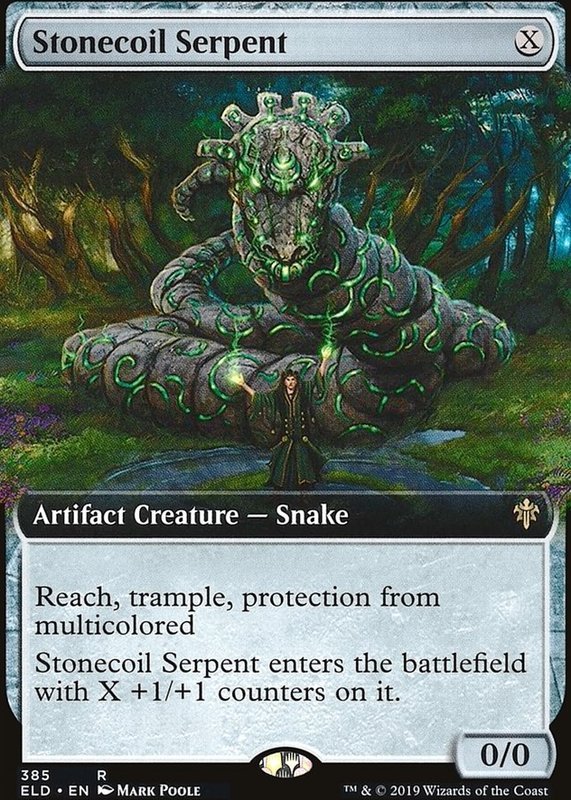 Stonecoil Serpent X
Artifact Creature — Snake
Reach, trample, protection from
multicolored
Stonecoil Serpent enters the battlefield
with X +1/+1 counters on it.
0/0
385 R
ELD • EN MARK POOLE
™ & © 2019 Wizards of the Coast